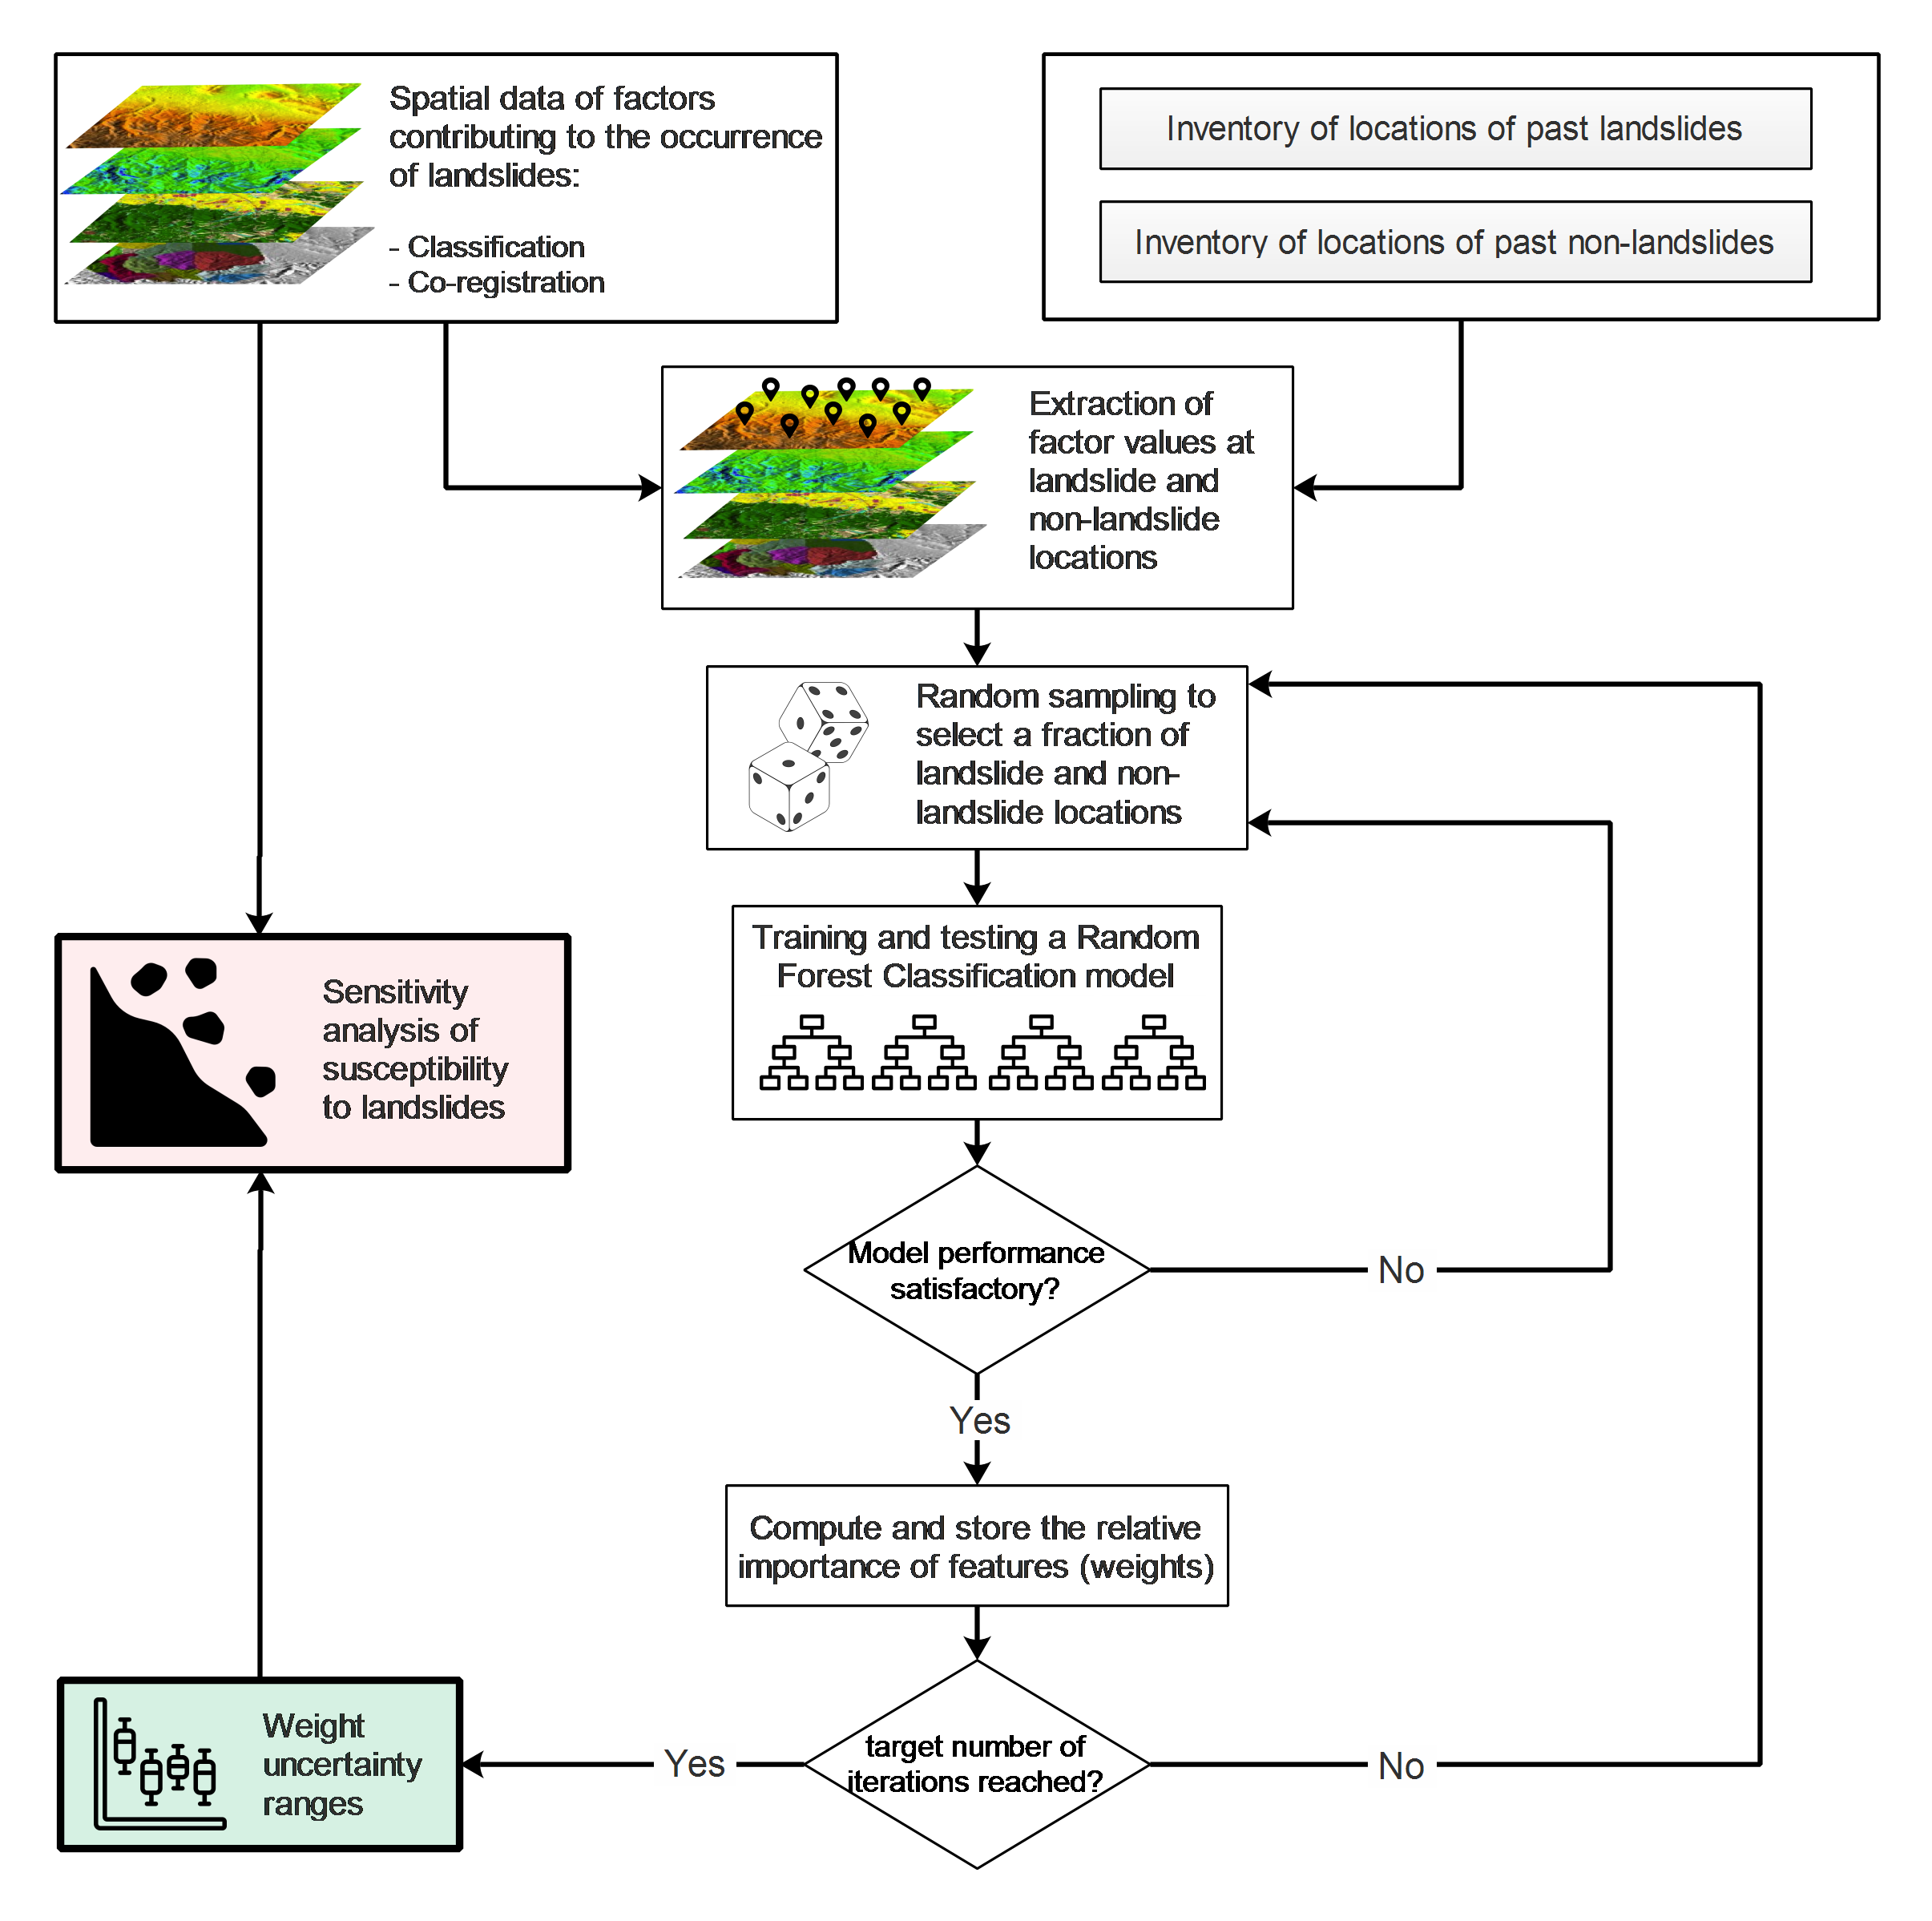 Spatial data of factors
contributing to the occurrence
of landslides:
- Classification
- Co-registration
Inventory of locations of past landslides
Inventory of locations of past non-landslides
Extraction of
factor values at
landslide and
non-landslide
locations
Random sampling to
select a fraction of
landslide and non-
landslide locations
Training and testing a Random
Forest Classification model
Sensitivity
analysis of
susceptibility
to landslides
Model performance
satisfactory?
No
Yes
Compute and store the relative
importance of features (weights)
target number of
iterations reached?
No
Yes
Weight
uncertainty
ranges